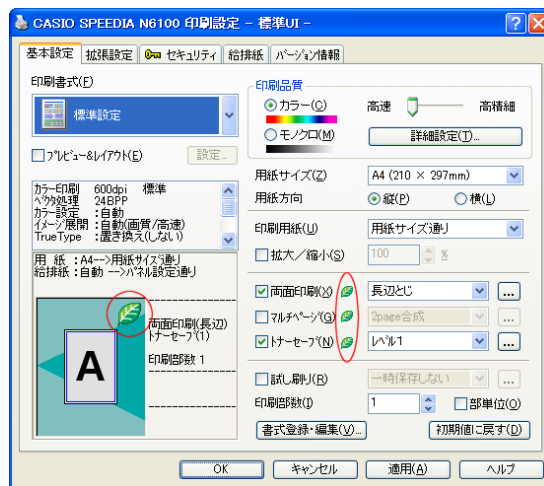 CASIO SPEEDIA N6100 印刷設定 - 標準UI -
基本設定 拡張設定 セキュリティ 給排紙 バージョン情報
印刷書式(F)
標準設定
プレビュー&レイアウト(E) 設定...
カラー印刷 600dpi 標準
ベクタ処理 24BPP
カラー設定 :自動
イメージ展開 :自動(画質/高速)
TrueType :置き換え(しない)
用 紙 :A4-->用紙サイズ通り
給排紙:自動 -->パネル設定通り
両面印刷(長辺)
トナーセーブ(1)
印刷部数 1
A
印刷品質
カラー(C) 高速 高精細
モノクロ(M) 詳細設定(T)...
用紙サイズ(Z) A4 (210 × 297mm)
用紙方向 縦(P) 横(L)
印刷用紙(U) 用紙サイズ通り
拡大/縮小(S) 100 %
両面印刷(X) 長辺とじ ...
マルチページ(G) 2page合成 ...
トナーセーブ(N) レベル1 ...
試し刷り(R) 一時保存しない ...
印刷部数(I) 1 部単位(O)
書式登録・編集(V)... 初期値に戻す(D)
OK キャンセル 適用(A) ヘルプ